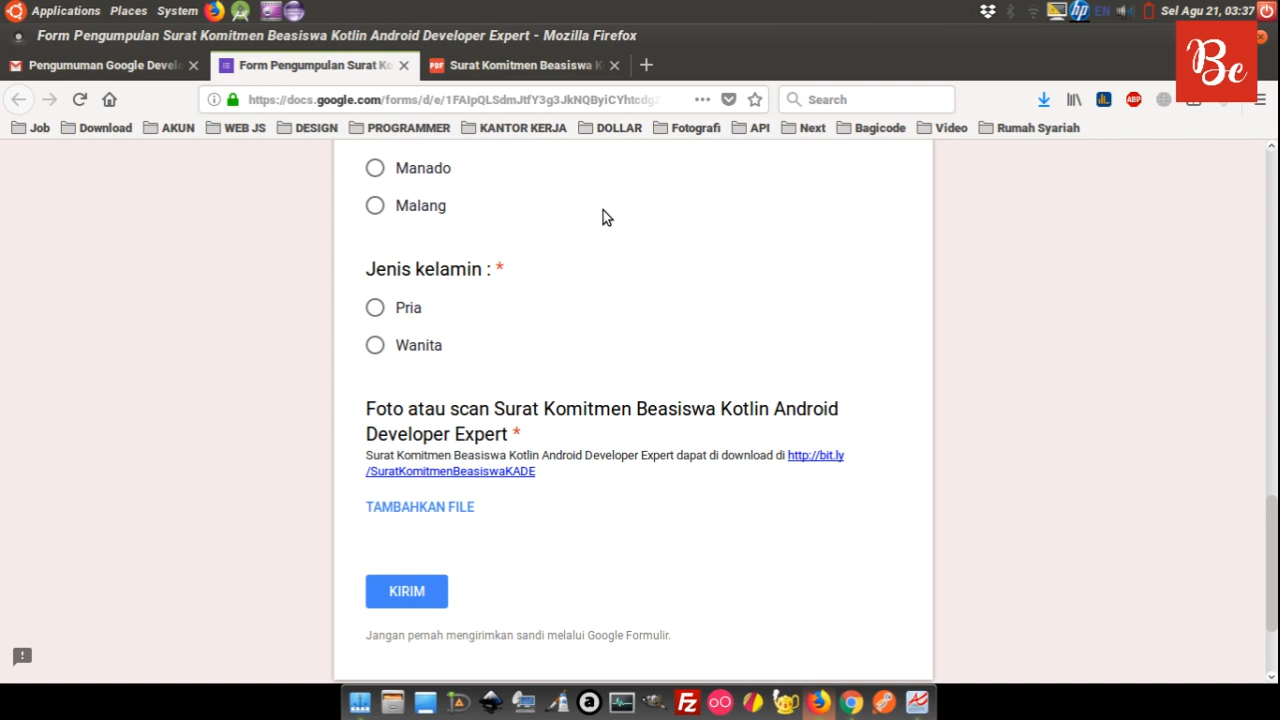 Applications Places System
EN
Sel Agu 21, 03:37
Form Pengumpulan Surat Komitmen Beasiswa Kotlin Android Developer Expert - Mozilla Firefox
Be
Pengumuman Google Devel
Form Pengumpulan Surat Ko
Surat Komitmen Beasiswa K
https://docs.google.com/forms/d/e/1FAIpQLSdmJtfY3g3JkNQByiCYhtcdgZ
Search
ABP
Job Download AKUN WEB JS DESIGN PROGRAMMER KANTOR KERJA DOLLAR Fotografi API Next Bagicode Video Rumah Syariah
Manado
Malang
Jenis kelamin : *
Pria
Wanita
Foto atau scan Surat Komitmen Beasiswa Kotlin Android
Developer Expert *
Surat Komitmen Beasiswa Kotlin Android Developer Expert dapat di download di http://bit.ly
/SuratKomitmenBeasiswaKADE
TAMBAHKAN FILE
KIRIM
Jangan pernah mengirimkan sandi melalui Google Formulir.